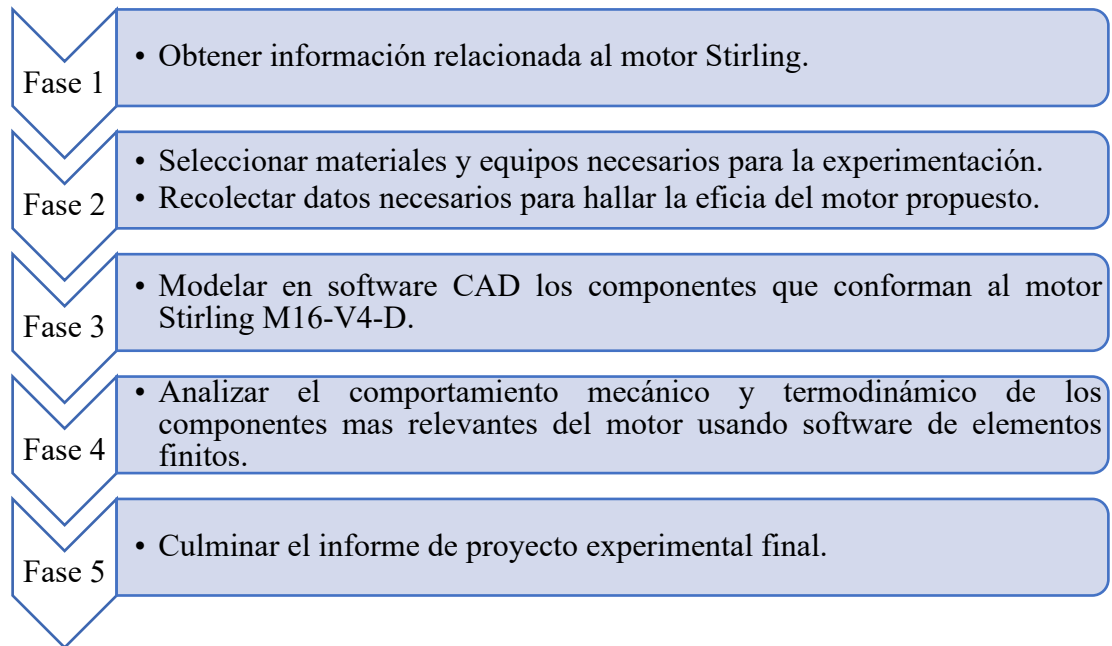 Fase 1
• Obtener información relacionada al motor Stirling.
Fase 2
• Seleccionar materiales y equipos necesarios para la experimentación.
• Recolectar datos necesarios para hallar la eficia del motor propuesto.
Fase 3
• Modelar en software CAD los componentes que conforman al motor
Stirling M16-V4-D.
Fase 4
• Analizar el comportamiento mecánico y termodinámico de los
componentes mas relevantes del motor usando software de elementos
finitos.
Fase 5
• Culminar el informe de proyecto experimental final.